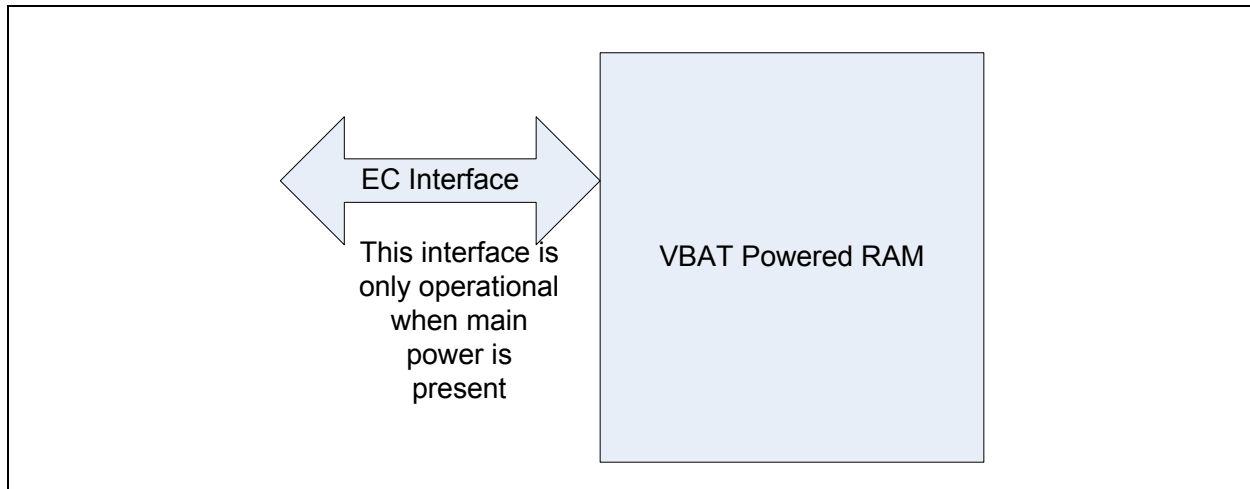 EC Interface
This interface is
only operational
when main
power is
present
VBAT Powered RAM